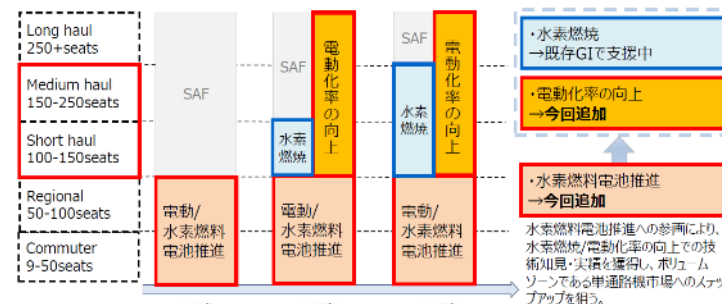 Long haul
250+seats
Medium haul
150-250seats
Short haul
100-150seats
Regional
50-100seats
Commuter
9-50seats
SAF
電動/
水素燃料
電池推進
SAF
水素
燃焼
電動化率の向上
電動/
水素燃料
電池推進
SAF
水素
燃焼
電動化率の向上
電動/
水素燃料
電池推進
・水素燃焼
→既存GIで支援中
・電動化率の向上
→今回追加
・水素燃料電池推進
→今回追加
水素燃料電池推進への参画により、
水素燃焼/電動化率の向上での技
術知見・実績を獲得し、ボリューム
ゾーンである単通路機市場へのステッ
プアップを狙う。